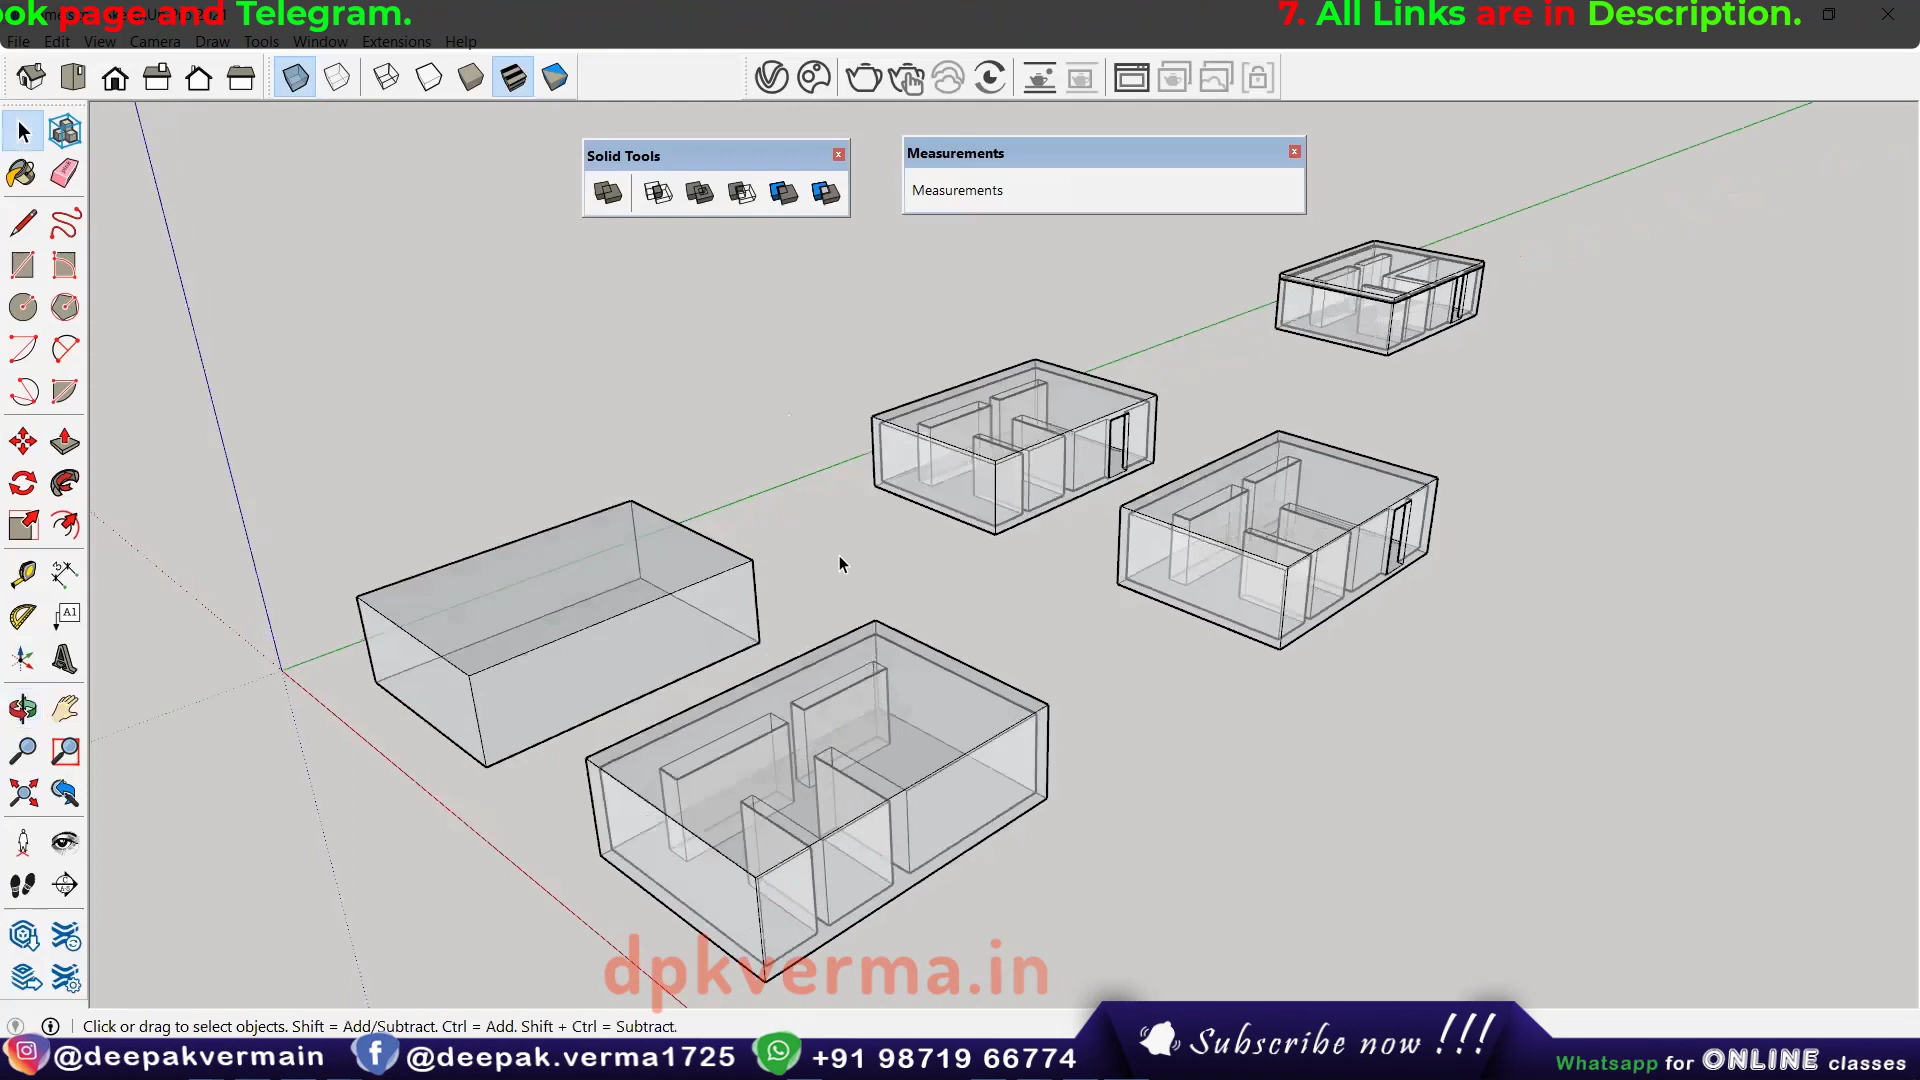 ook page and Telegram.
7. All Links are in Description.
File Edit View Camera Draw Tools Window Extensions Help
Solid Tools
Measurements
Measurements
A1
dpkverma.in
Click or drag to select objects. Shift = Add/Subtract. Ctrl = Add. Shift + Ctrl = Subtract.
@deepakvermain
@deepak.verma1725
+91 98719 66774
Subscribe now !!!
Whatsapp for ONLINE classes